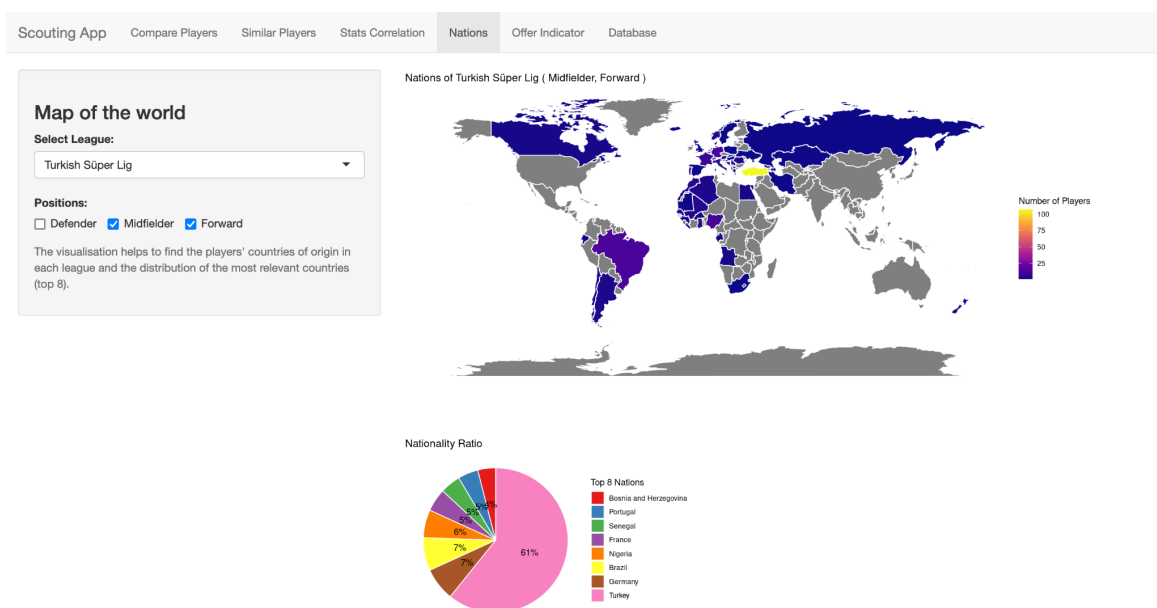 Scouting App Compare Players Similar Players Stats Correlation Nations Offer Indicator Database
Map of the world
Select League:
Turkish Süper Lig
Positions:
Defender Midfielder Forward
The visualisation helps to find the players' countries of origin in
each league and the distribution of the most relevant countries
(top 8).
Nations of Turkish Süper Lig ( Midfielder, Forward )
Number of Players
100
75
50
25
Nationality Ratio
5%
5%
5%
6%
7%
7%
61%
Top 8 Nations
Bosnia and Herzegovina
Portugal
Senegal
France
Nigeria
Brazil
Germany
Turkey